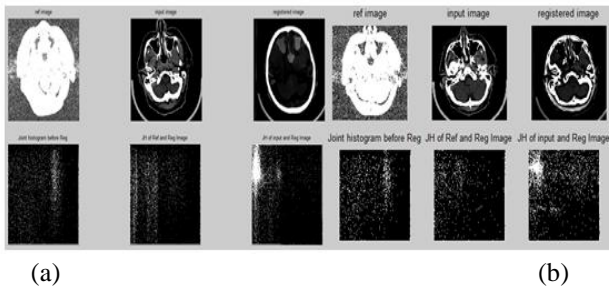 ref image input image registered image ref image input image registered image
Joint histogram before Reg JH of Ref and Reg Image JH of input and Reg Image Joint histogram before Reg JH of Ref and Reg Image JH of input and Reg Image
(a) (b)